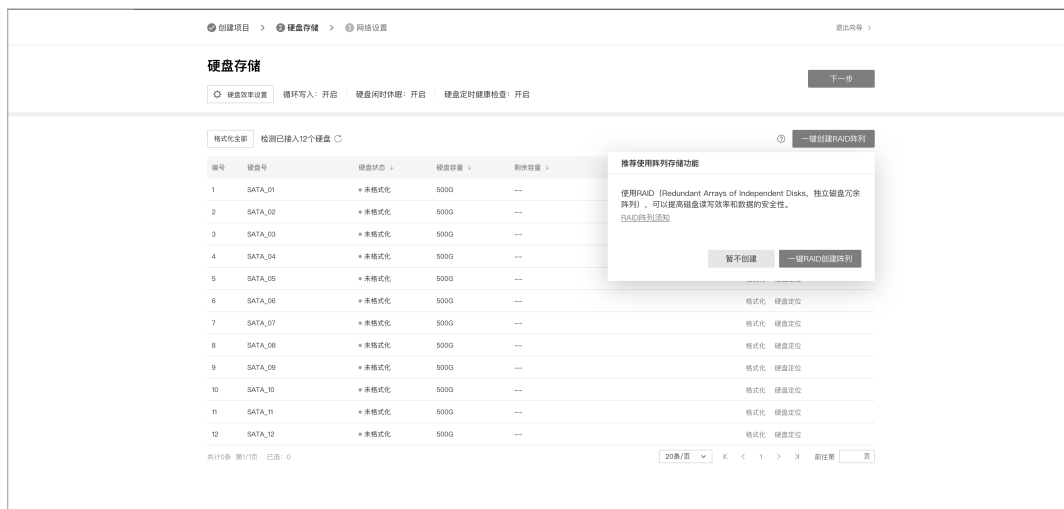 创建项目 > 2 硬盘存储 > 3 网络设置 退出向导 >
硬盘存储
下一步
硬盘效率设置 循环写入：开启 硬盘闲时休眠：开启 硬盘定时健康检查：开启
格式化全部 检测已接入12个硬盘 ? 一键创建RAID阵列
编号 硬盘号 硬盘状态 硬盘容量 剩余容量
推荐使用阵列存储功能
使用RAID（Redundant Arrays of Independent Disks、独立磁盘冗余
阵列），可以提高磁盘读写效率和数据的安全性。
RAID阵列须知
暂不创建 一键RAID创建阵列
1 SATA_01 未格式化 500G --
2 SATA_02 未格式化 500G --
3 SATA_03 未格式化 500G --
4 SATA_04 未格式化 500G --
5 SATA_05 未格式化 500G --
6 SATA_06 未格式化 500G -- 格式化 硬盘定位
7 SATA_07 未格式化 500G -- 格式化 硬盘定位
8 SATA_08 未格式化 500G -- 格式化 硬盘定位
9 SATA_09 未格式化 500G -- 格式化 硬盘定位
10 SATA_10 未格式化 500G -- 格式化 硬盘定位
11 SATA_11 未格式化 500G -- 格式化 硬盘定位
12 SATA_12 未格式化 500G -- 格式化 硬盘定位
共计0条 第1/1页 已选：0 20条/页 1 前往第 页